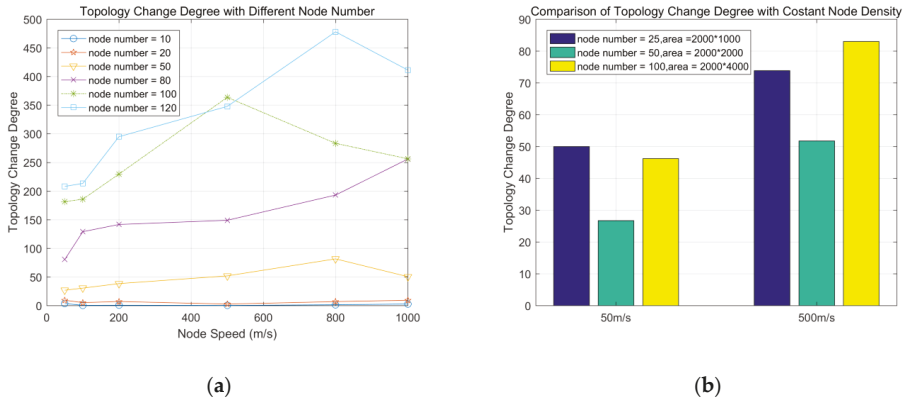 Topology Change Degree with Different Node Number
500
450
400
350
300
250
200
150
100
50
0
Topology Change Degree
node number = 10
node number = 20
node number = 50
node number = 80
node number = 100
node number = 120
0 200 400 600 800 1000
Node Speed (m/s)
(a)
Comparison of Topology Change Degree with Costant Node Density
90
80
70
60
50
40
30
20
10
0
Topology Change Degree
node number = 25,area =2000*1000
node number = 50,area =2000*2000
node number = 100,area = 2000*4000
50m/s 500m/s
(b)